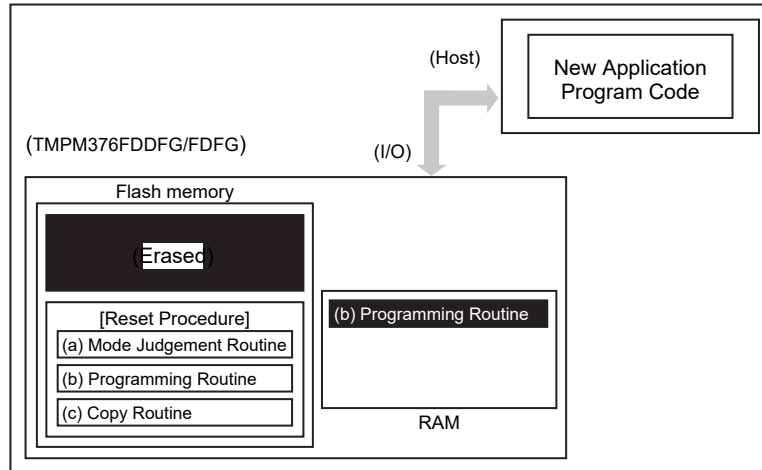 (Host)
New Application
Program Code
(TMPM376FDDFG/FDFG)
(I/O)
Flash memory
(Erased)
[Reset Procedure]
(a) Mode Judgement Routine
(b) Programming Routine
(c) Copy Routine
(b) Programming Routine
RAM